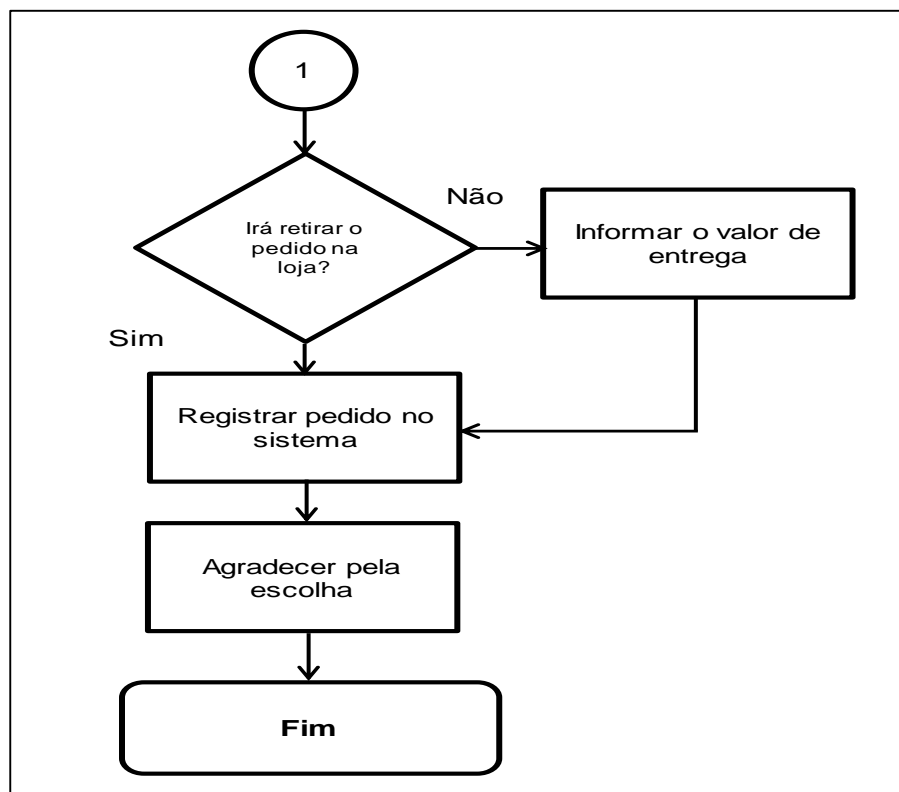 1
Irá retirar o
pedido na
loja?
Não
Informar o valor de
entrega
Sim
Registrar pedido no
sistema
Agradecer pela
escolha
Fim